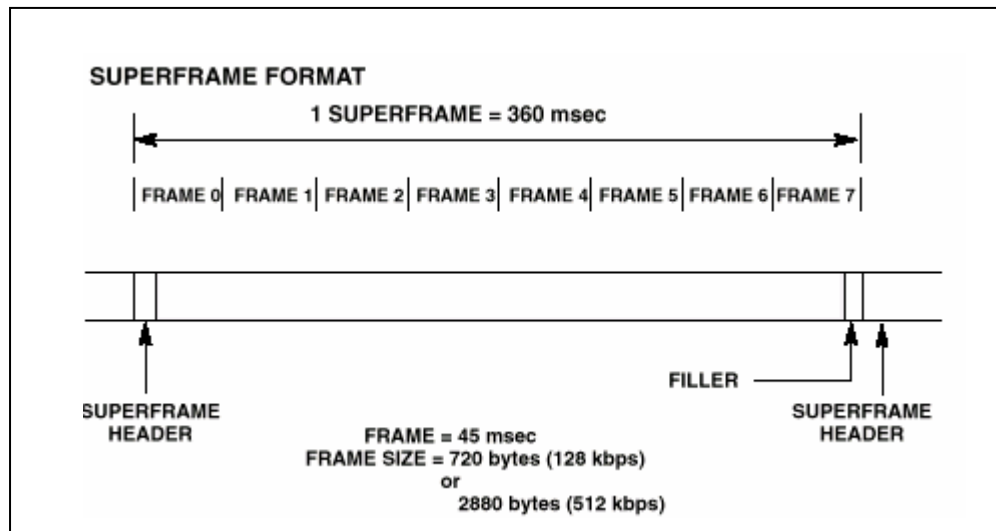 SUPERFRAME FORMAT
1 SUPERFRAME = 360 msec
FRAME 0 FRAME 1 FRAME 2 FRAME 3 FRAME 4 FRAME 5 FRAME 6 FRAME 7
FILLER
SUPERFRAME
HEADER
SUPERFRAME
HEADER
FRAME = 45 msec
FRAME SIZE = 720 bytes (128 kbps)
or
2880 bytes (512 kbps)